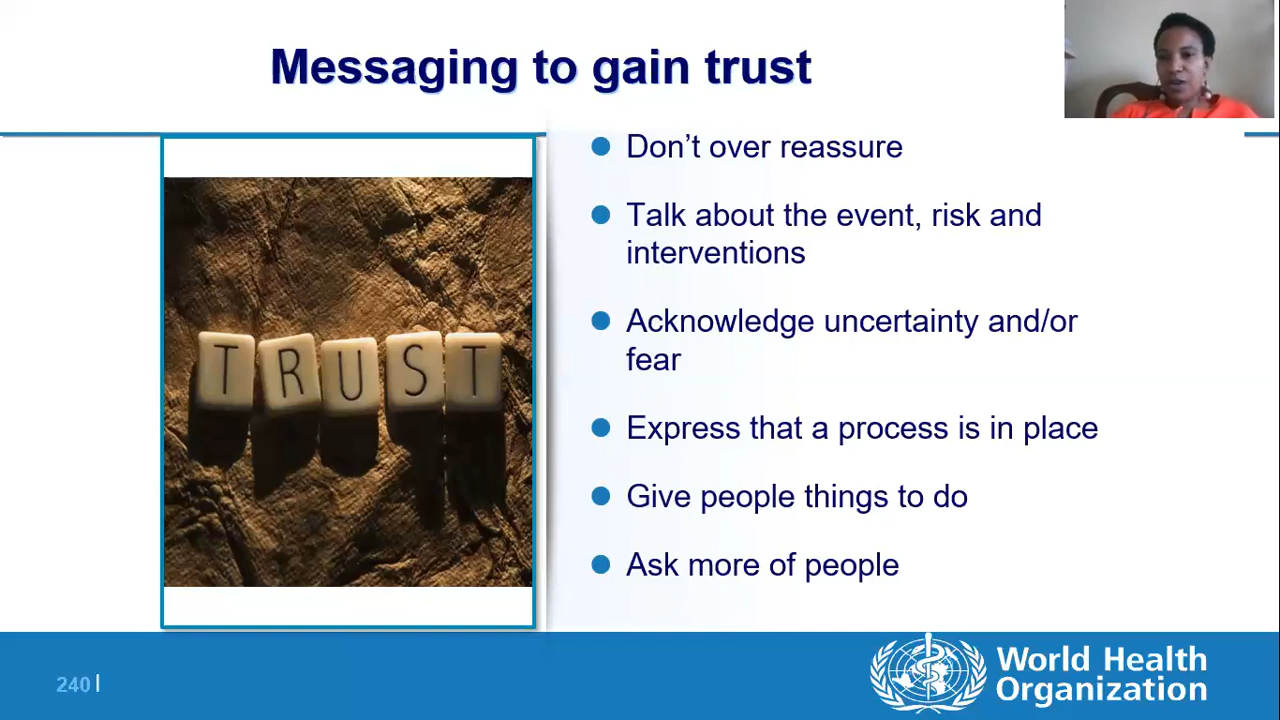 Messaging to gain trust
Don’t over reassure
Talk about the event, risk and
interventions
Acknowledge uncertainty and/or
fear
Express that a process is in place
Give people things to do
Ask more of people
TRUST
240 |
World Health
Organization